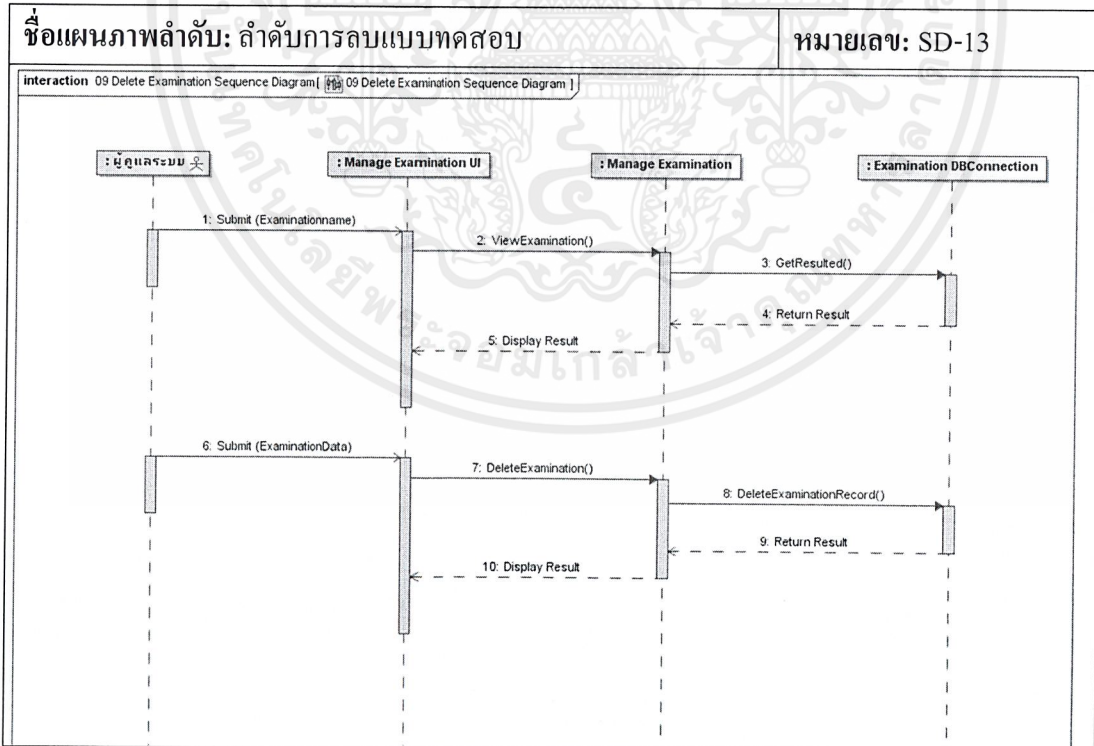 ชื่อแผนภาพลำดับ: ลำดับการลบแบบทดสอบ
หมายเลข: SD-13
interaction 09 Delete Examination Sequence Diagram[ 09 Delete Examination Sequence Diagram ]
: ผู้ดูแลระบบ
: Manage Examination UI
: Manage Examination
: Examination DBConnection
1: Submit (Examinationname)
2: ViewExamination()
3: GetResulted()
4: Return Result
5: Display Result
6: Submit (ExaminationData)
7: DeleteExamination()
8: DeleteExaminationRecord()
9: Return Result
10: Display Result